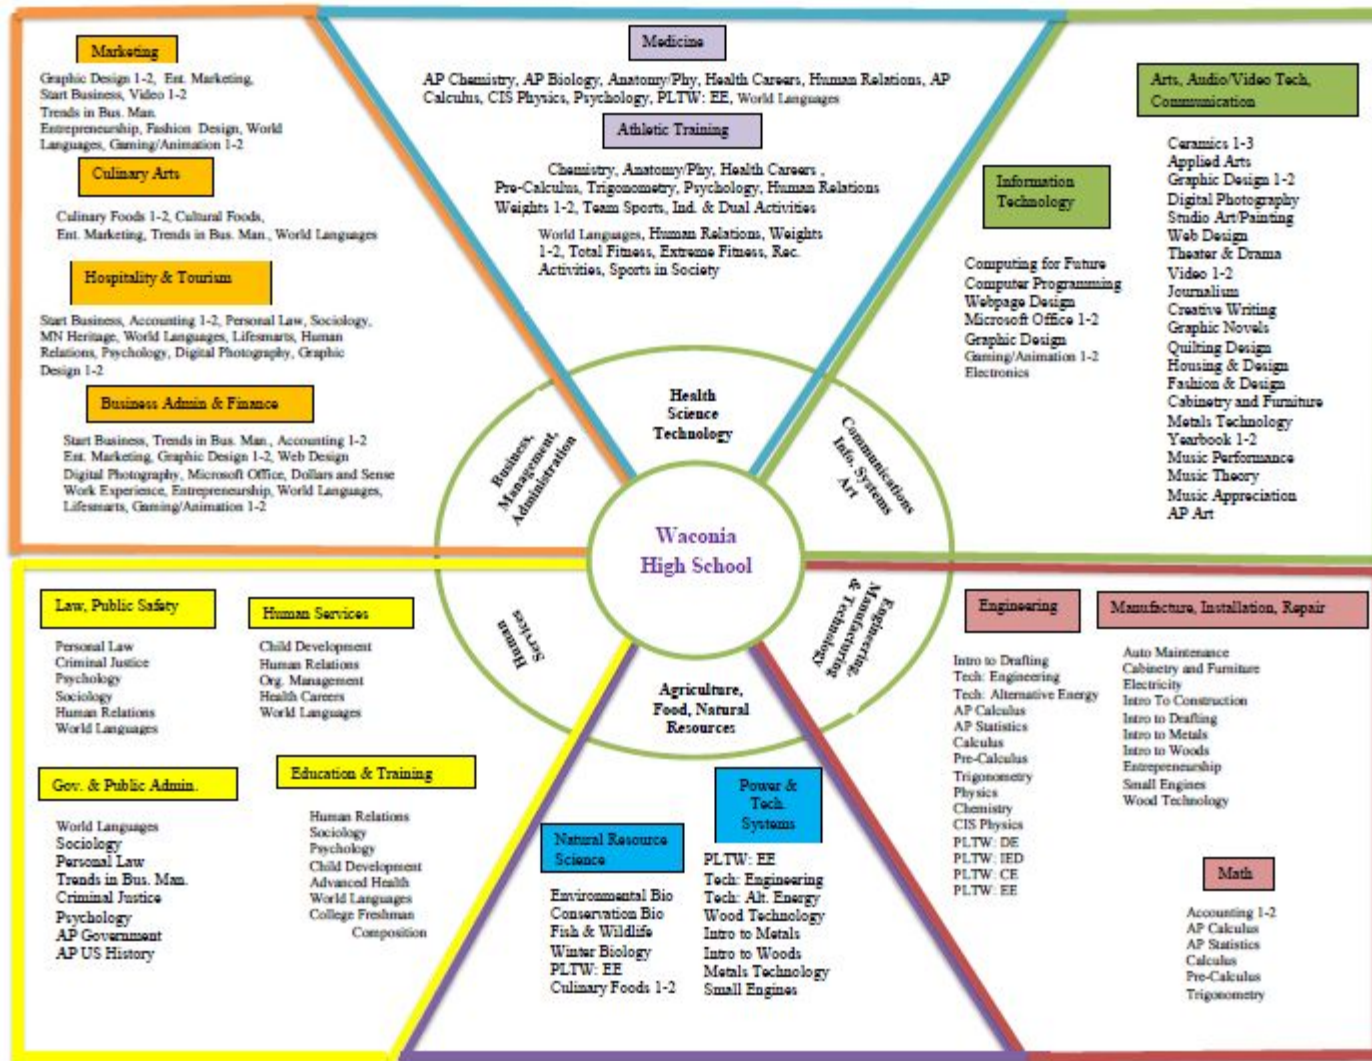 Marketing
Graphic Design 1-2, Ent. Marketing,
Start Business, Video 1-2
Trends in Bus. Man.
Entrepreneurship, Fashion Design, World
Languages, Gaming/Animation 1-2
Culinary Arts
Culinary Foods 1-2, Cultural Foods,
Ent. Marketing, Trends in Bus. Man., World Languages
Hospitality & Tourism
Start Business, Accounting 1-2, Personal Law, Sociology,
MN Heritage, World Languages, Lifesmarts, Human
Relations, Psychology, Digital Photography, Graphic
Design 1-2
Business Admin & Finance
Start Business, Trends in Bus. Man., Accounting 1-2
Ent. Marketing, Graphic Design 1-2, Web Design
Digital Photography, Microsoft Office, Dollars and Sense
Work Experience, Entrepreneurship, World Languages,
Lifesmarts, Gaming/Animation 1-2
Medicine
AP Chemistry, AP Biology, Anatomy/Phy, Health Careers, Human Relations, AP
Calculus, CIS Physics, Psychology, PLTW: EE, World Languages
Athletic Training
Chemistry, Anatomy/Phy, Health Careers ,
Pre-Calculus, Trigonometry, Psychology, Human Relations
Weights 1-2, Team Sports, Ind. & Dual Activities
World Languages, Human Relations, Weights
1-2, Total Fitness, Extreme Fitness, Rec.
Activities, Sports in Society
Information
Technology
Computing for Future
Computer Programming
Webpage Design
Microsoft Office 1-2
Graphic Design
Gaming/Animation 1-2
Electronics
Arts, Audio/Video Tech,
Communication
Ceramics 1-3
Applied Arts
Graphic Design 1-2
Digital Photography
Studio Art/Painting
Web Design
Theater & Drama
Video 1-2
Journalism
Creative Writing
Graphic Novels
Quilting Design
Housing & Design
Fashion & Design
Cabinetry and Furniture
Metals Technology
Yearbook 1-2
Music Performance
Music Theory
Music Appreciation
AP Art
Business,
Management,
Administration
Health
Science
Technology
Communications
Info. Systems
Art
Waconia
High School
Human
Services
Agriculture,
Food, Natural
Resources
Engineering,
Manufacturing,
& Technology
Law, Public Safety
Personal Law
Criminal Justice
Psychology
Sociology
Human Relations
World Languages
Human Services
Child Development
Human Relations
Org. Management
Health Careers
World Languages
Gov. & Public Admin.
World Languages
Sociology
Personal Law
Trends in Bus. Man.
Criminal Justice
Psychology
AP Government
AP US History
Education & Training
Human Relations
Sociology
Psychology
Child Development
Advanced Health
World Languages
College Freshman
Composition
Natural Resource
Science
Environmental Bio
Conservation Bio
Fish & Wildlife
Winter Biology
PLTW: EE
Culinary Foods 1-2
Power &
Tech.
Systems
PLTW: EE
Tech: Engineering
Tech: Alt. Energy
Wood Technology
Intro to Metals
Intro to Woods
Metals Technology
Small Engines
Engineering
Intro to Drafting
Tech: Engineering
Tech: Alternative Energy
AP Calculus
AP Statistics
Calculus
Pre-Calculus
Trigonometry
Physics
Chemistry
CIS Physics
PLTW: DE
PLTW: IED
PLTW: CE
PLTW: EE
Manufacture, Installation, Repair
Auto Maintenance
Cabinetry and Furniture
Electricity
Intro To Construction
Intro to Drafting
Intro to Metals
Intro to Woods
Entrepreneurship
Small Engines
Wood Technology
Math
Accounting 1-2
AP Calculus
AP Statistics
Calculus
Pre-Calculus
Trigonometry